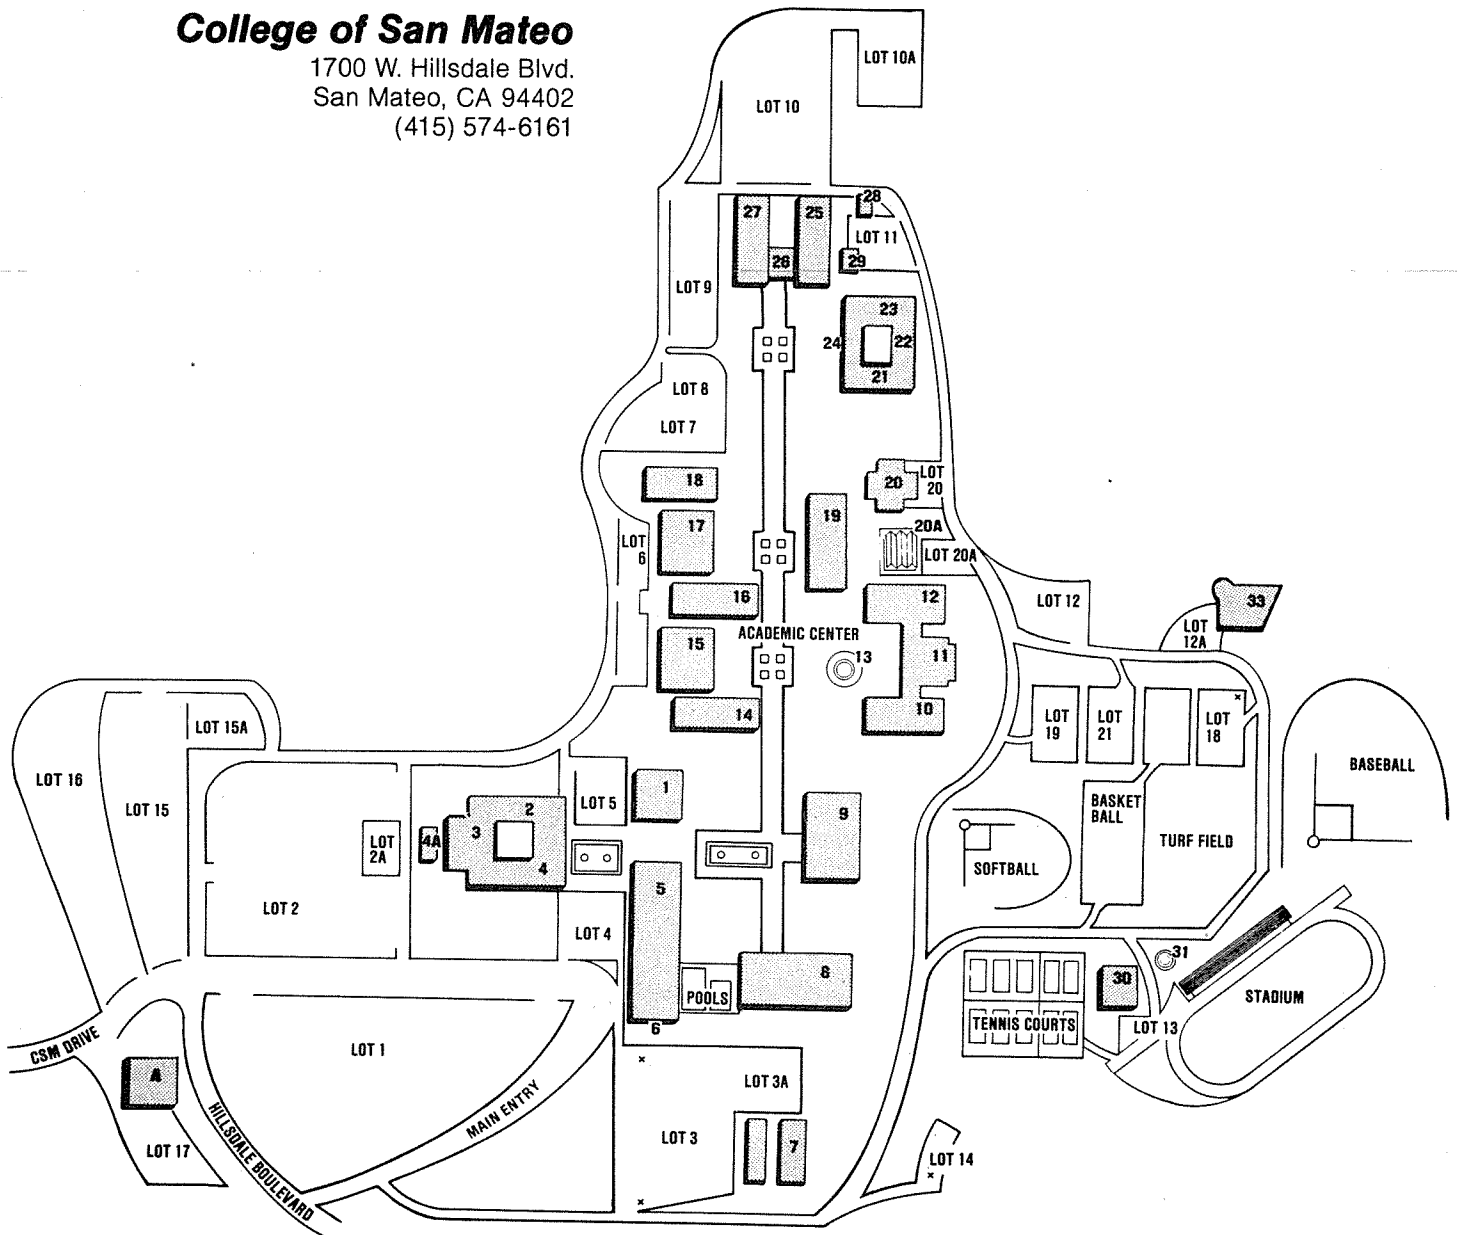 College of San Mateo
1700 W. Hillsdale Blvd.
San Mateo, CA 94402
(415) 574-6161
LOT 10A
LOT 10
28
27
25
LOT 11
26
29
LOT 9
23
24
22
21
LOT 8
LOT 7
18
20
LOT
20
19
17
20A
LOT
6
LOT 20A
16
12
LOT 12
33
LOT
12A
ACADEMIC CENTER
15
13
11
14
10
LOT 15A
LOT
19
LOT
21
LOT
18
LOT 16
LOT 15
1
LOT 5
2
3
4A
4
LOT
2A
9
BASKET
BALL
BASEBALL
TURF FIELD
SOFTBALL
5
LOT 2
LOT 4
8
POOLS
6
30
31
STADIUM
TENNIS COURTS
LOT 13
CSM DRIVE
LOT 1
A
LOT 3A
MAIN ENTRY
HILLSDALE BOULEVARD
LOT 17
LOT 3
7
LOT 14